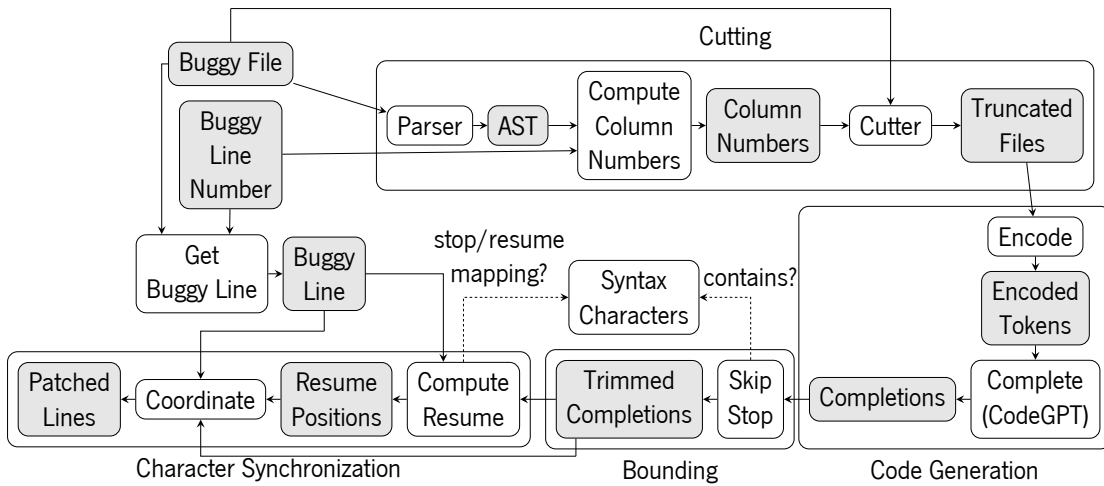 Cutting
Buggy File
Parser
AST
Compute
Column
Numbers
Column
Numbers
Cutter
Truncated
Files
Buggy
Line
Number
Get
Buggy Line
Buggy
Line
stop/resume
mapping?
Syntax
Characters
contains?
Encode
Encoded
Tokens
Patched
Lines
Coordinate
Resume
Positions
Compute
Resume
Trimmed
Completions
Skip
Stop
Completions
Complete
(CodeGPT)
Character Synchronization
Bounding
Code Generation